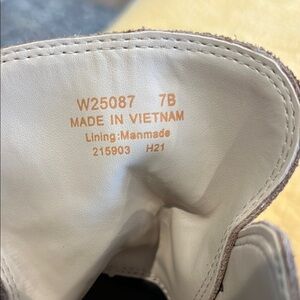 W25087 7B
MADE IN VIETNAM
Lining:Manmade
215903 H21